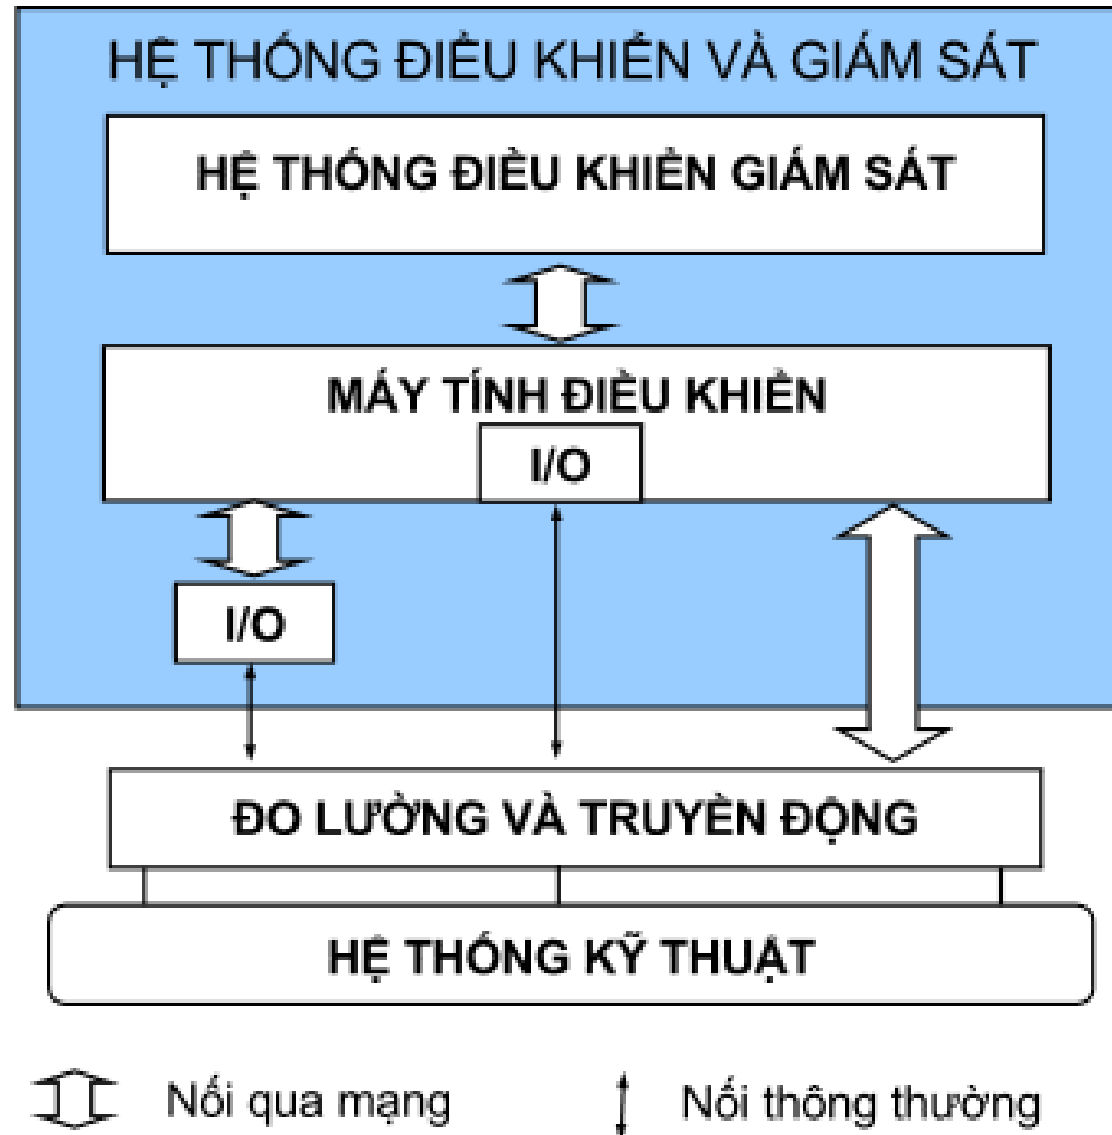 HỆ THỐNG ĐIỀU KHIỂN VÀ GIÁM SÁT
HỆ THỐNG ĐIỀU KHIỂN GIÁM SÁT
MÁY TÍNH ĐIỀU KHIỂN
I/O
I/O
ĐO LƯỜNG VÀ TRUYỀN ĐỘNG
HỆ THỐNG KỸ THUẬT
Nối qua mạng
Nối thông thường